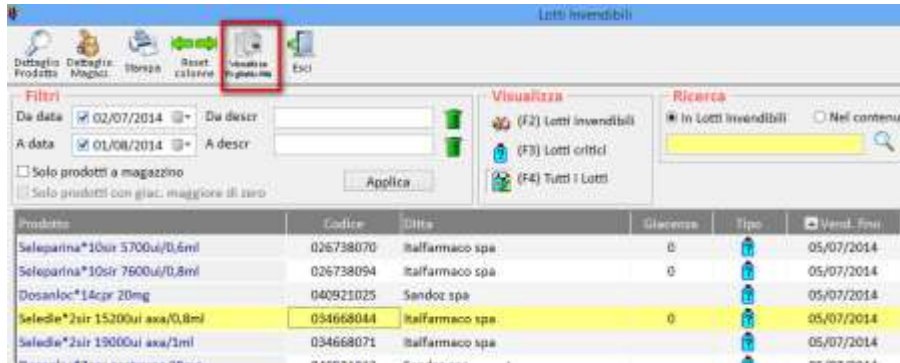 Lotti Invendibili
Dettaglio Prodotto
Dettaglio Magazz.
Stampa
Reset colonne
Visualizza
Esci
Filtri
Da data 02/07/2014 Da descr
A data 01/08/2014 A descr
Solo prodotti a magazzino
Solo prodotti con giac. maggiore di zero
Applica
Visualizza
(F2) Lotti Invendibili
(F3) Lotti critici
(F4) Tutti i Lotti
Ricerca
In Lotti Invendibili Nel contenu
Prodotto Codice Ditta Giacenza Tipo Vend. fino
Seleparina*10sir 5700ui/0,6ml 026738070 Italfarmaco spa 0 05/07/2014
Seleparina*10sir 7600ui/0,8ml 026738094 Italfarmaco spa 0 05/07/2014
Dosanloc*14cpr 20mg 040921025 Sandoz spa 05/07/2014
Seledie*2sir 15200ui axa/0,8ml 034668044 Italfarmaco spa 0 05/07/2014
Seledie*2sir 19000ui axa/1ml 034668071 Italfarmaco spa 05/07/2014